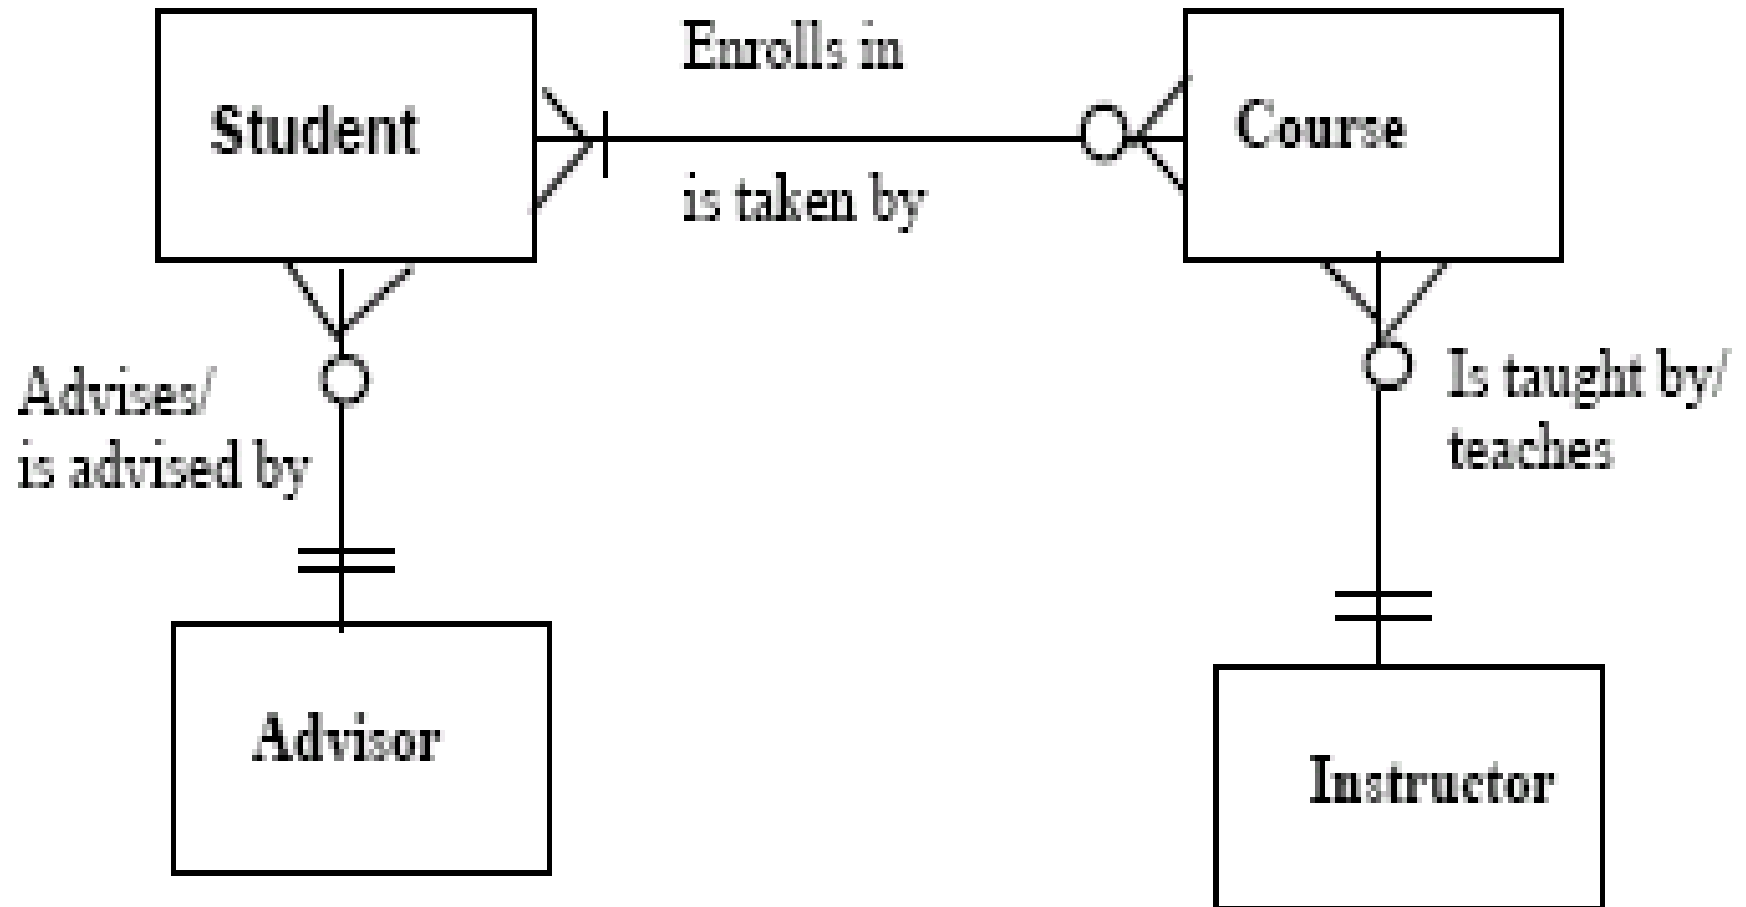 Enrolls in
Student
Course
is taken by
Advises/
is advised by
Is taught by/
teaches
Advisor
Instructor